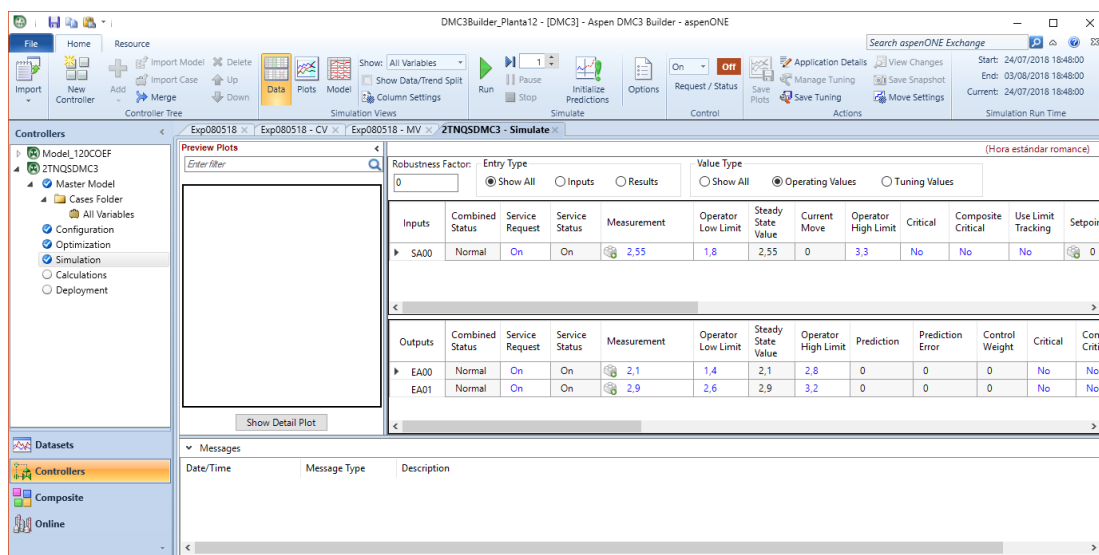 DMC3Builder_Planta12 - [DMC3] - Aspen DMC3 Builder - aspenONE
File Home Resource Search aspenONE Exchange
Import
New Controller
Add
Import Model
Import Case
Merge
Delete
Up
Down
Controller Tree
Data
Plots
Model
Show: All Variables
Show Data/Trend Split
Column Settings
Simulation Views
Run
1
Pause
Stop
Initialize Predictions
Options
Simulate
On
Off
Request / Status
Control
Save Plots
Application Details
Manage Tuning
Save Tuning
View Changes
Save Snapshot
Move Settings
Actions
Start: 24/07/2018 18:48:00
End: 03/08/2018 18:48:00
Current: 24/07/2018 18:48:00
Simulation Run Time
Controllers
Model_120COEF
2TNQSDMC3
Master Model
Cases Folder
All Variables
Configuration
Optimization
Simulation
Calculations
Deployment
Datasets
Controllers
Composite
Online
Exp080518 Exp080518 - CV Exp080518 - MV 2TNQSDMC3 - Simulate
Preview Plots
Enter filter
Show Detail Plot
(Hora estándar romance)
Robustness Factor:
0
Entry Type
Show All Inputs Results
Value Type
Show All Operating Values Tuning Values
Inputs Combined Status Service Request Service Status Measurement Operator Low Limit Steady State Value Current Move Operator High Limit Critical Composite Critical Use Limit Tracking Setpoin
SA00 Normal On On 2,55 1,8 2,55 0 3,3 No No No 0
Outputs Combined Status Service Request Service Status Measurement Operator Low Limit Steady State Value Operator High Limit Prediction Prediction Error Control Weight Critical Con Criti
EA00 Normal On On 2,1 1,4 2,1 2,8 0 0 0 No No
EA01 Normal On On 2,9 2,6 2,9 3,2 0 0 0 No No
Messages
Date/Time Message Type Description